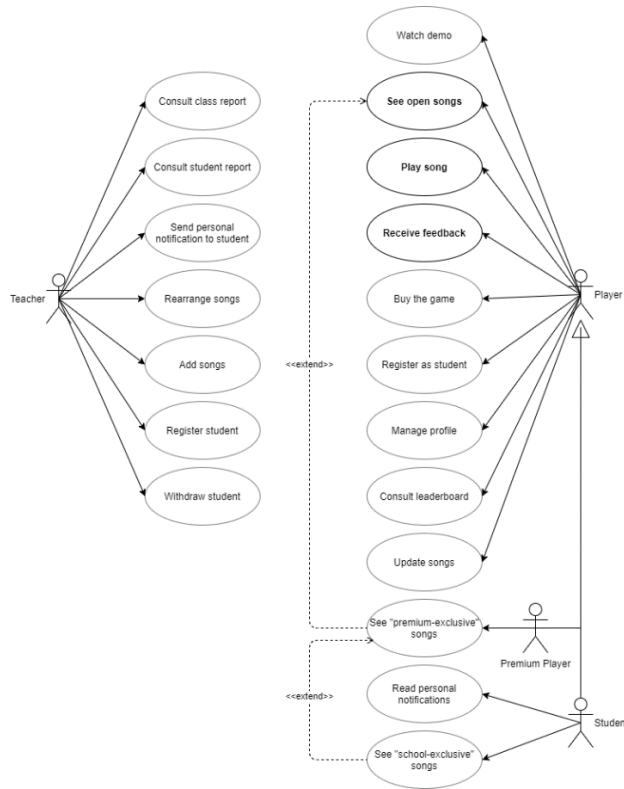 Watch demo
Consult class report
See open songs
Consult student report
Play song
Send personal
notification to student
Receive feedback
Teacher
Rearrange songs
Buy the game
Player
Add songs
<<extend>>
Register as student
Register student
Manage profile
Withdraw student
Consult leaderboard
Update songs
See "premium-exclusive"
songs
Premium Player
<<extend>>
Read personal
notifications
Studen
See "school-exclusive"
songs